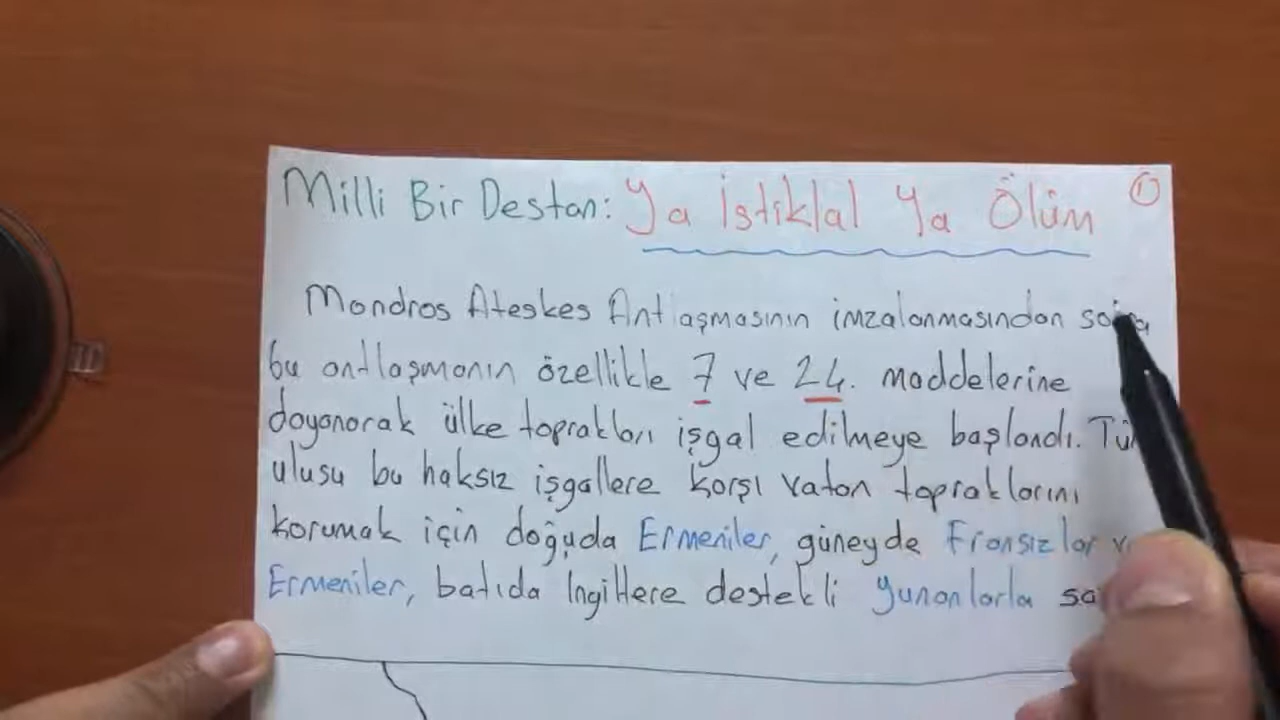 Milli Bir Destan: Ya İstiklal Ya Ölüm 1
Mondros Ateşkes Antlaşmasının imzalanmasından
bu antlaşmanın özellikle 7 ve 24. maddelerine
dayanarak ülke toprakları işgal edilmeye başlandı.
ulusu bu haksız işgallere karşı vatan topraklarını
korumak için doğuda Ermeniler, güneyde Fransızlar
Ermeniler, batıda İngiltere destekli Yunanlarla